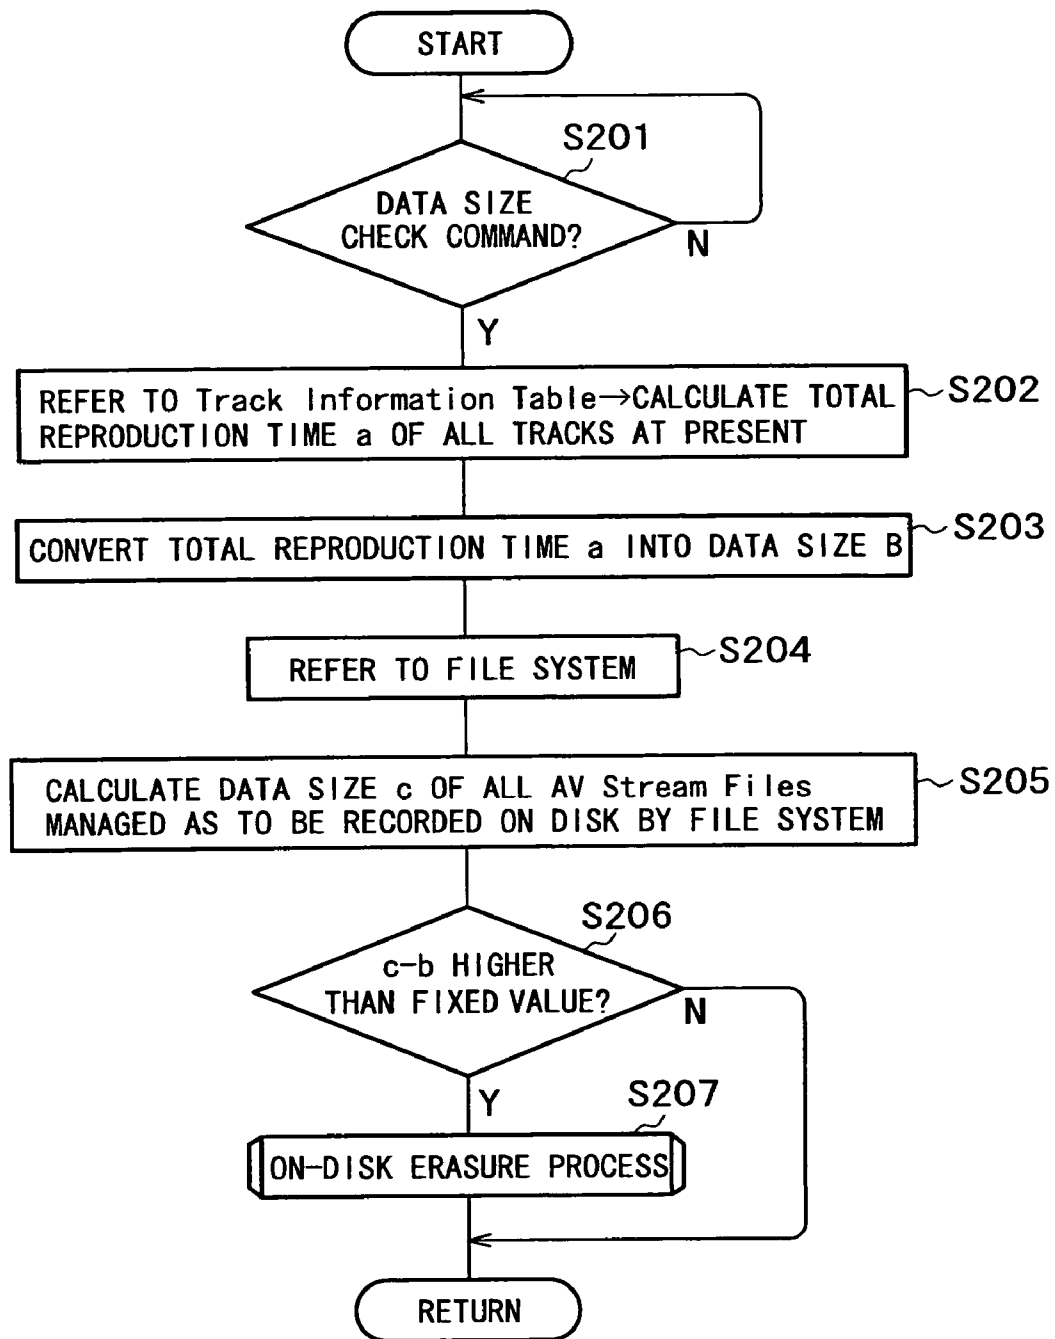 START
S201
DATA SIZE
CHECK COMMAND?
N
Y
S202
REFER TO Track Information Table→CALCULATE TOTAL
REPRODUCTION TIME a OF ALL TRACKS AT PRESENT
S203
CONVERT TOTAL REPRODUCTION TIME a INTO DATA SIZE B
S204
REFER TO FILE SYSTEM
S205
CALCULATE DATA SIZE c OF ALL AV Stream Files
MANAGED AS TO BE RECORDED ON DISK BY FILE SYSTEM
S206
c-b HIGHER
THAN FIXED VALUE?
N
Y
S207
ON-DISK ERASURE PROCESS
RETURN